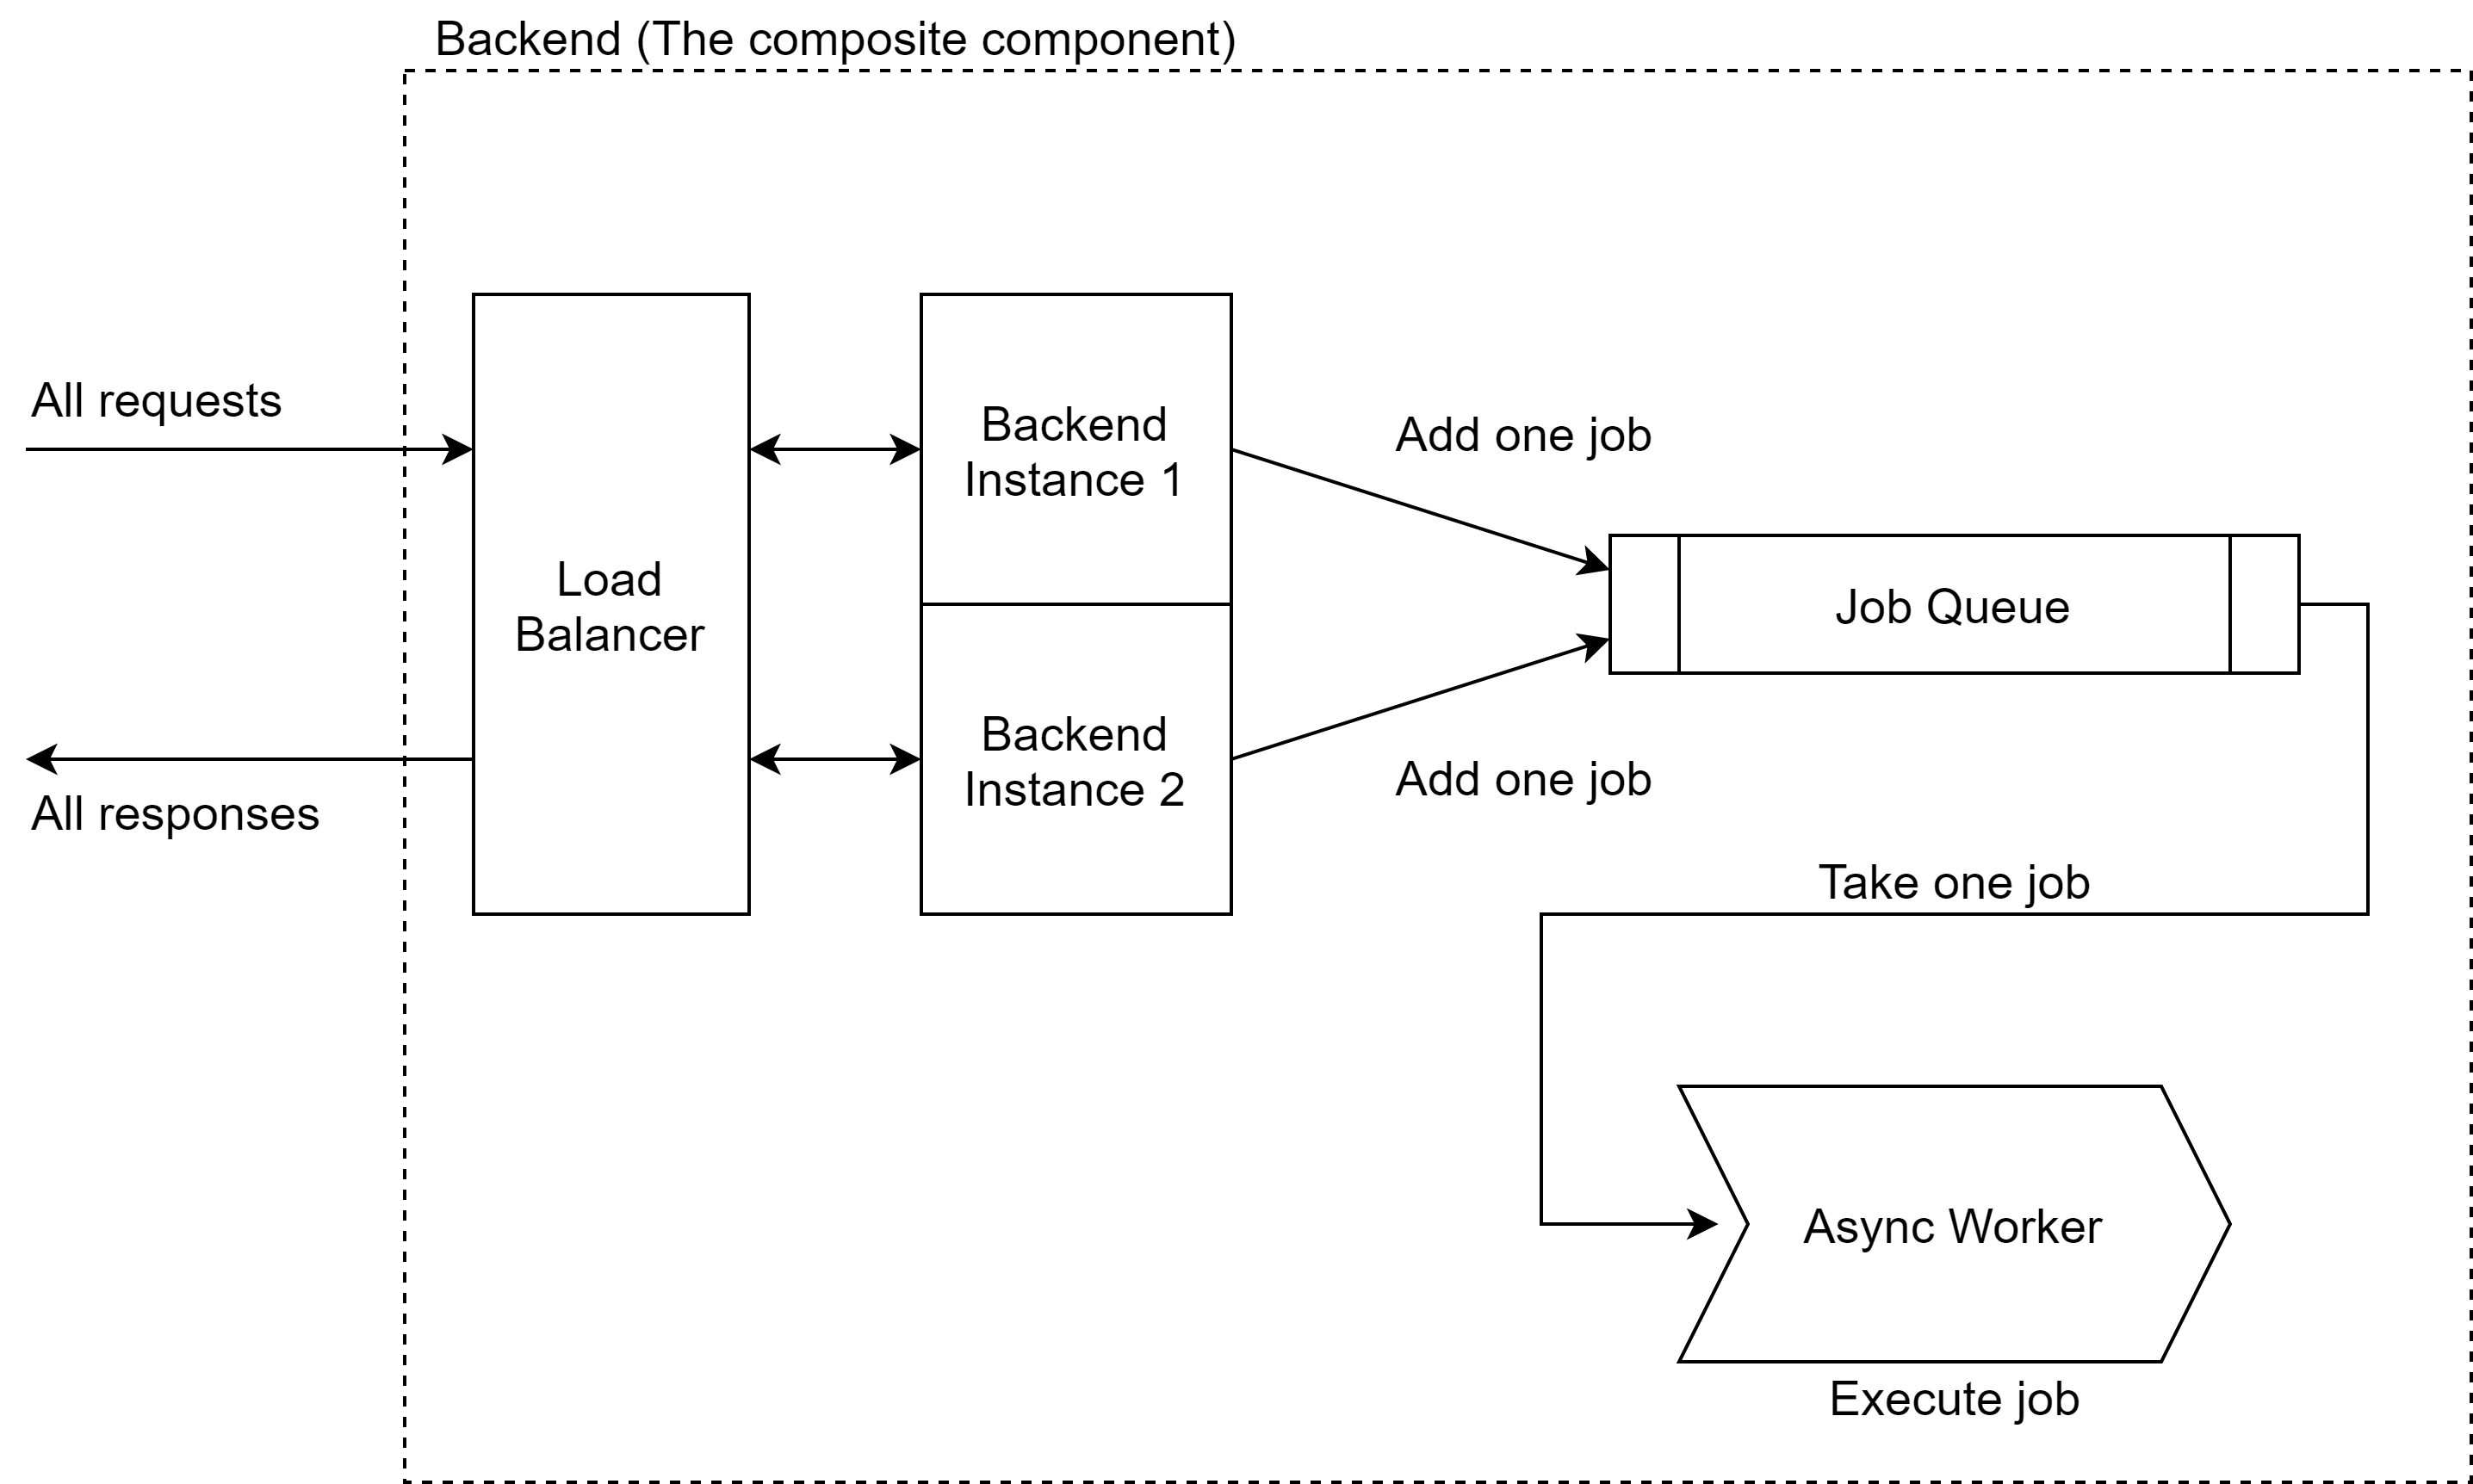 Backend (The composite component)
All requests
All responses
Load
Balancer
Backend
Instance 1
Backend
Instance 2
Add one job
Add one job
Job Queue
Take one job
Async Worker
Execute job